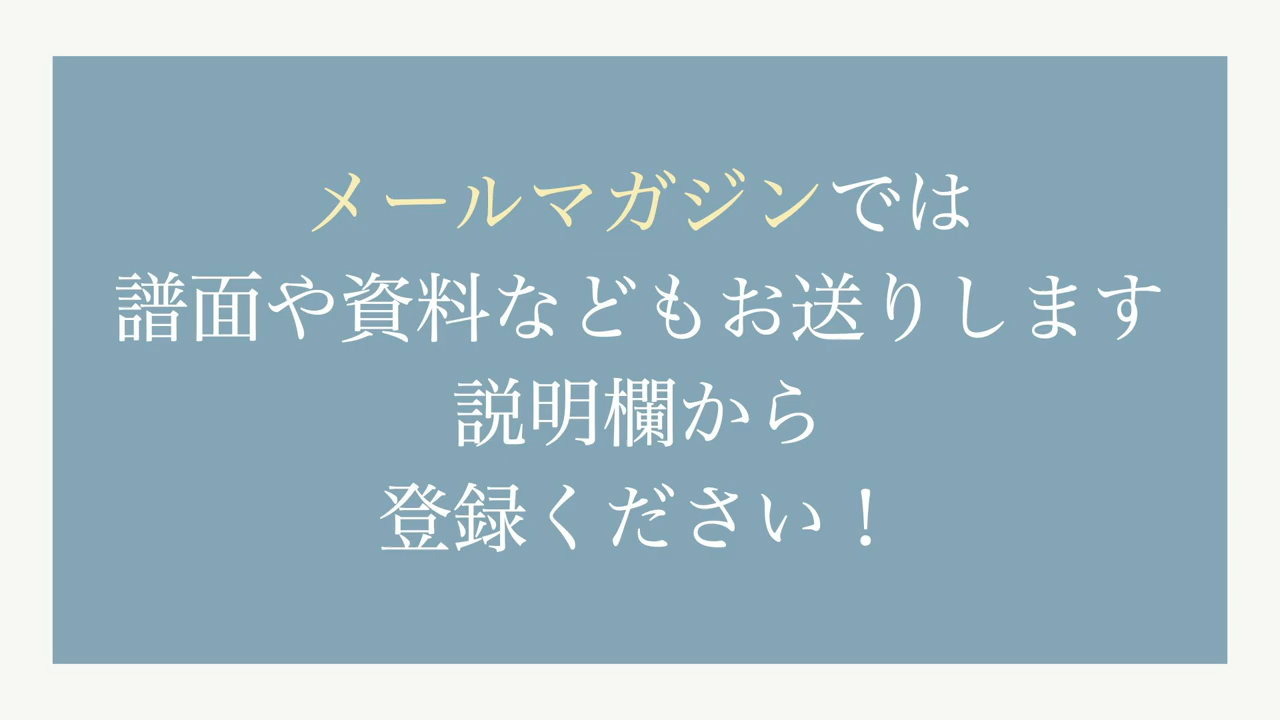 メールマガジンでは
譜面や資料などもお送りします
説明欄から
登録ください！